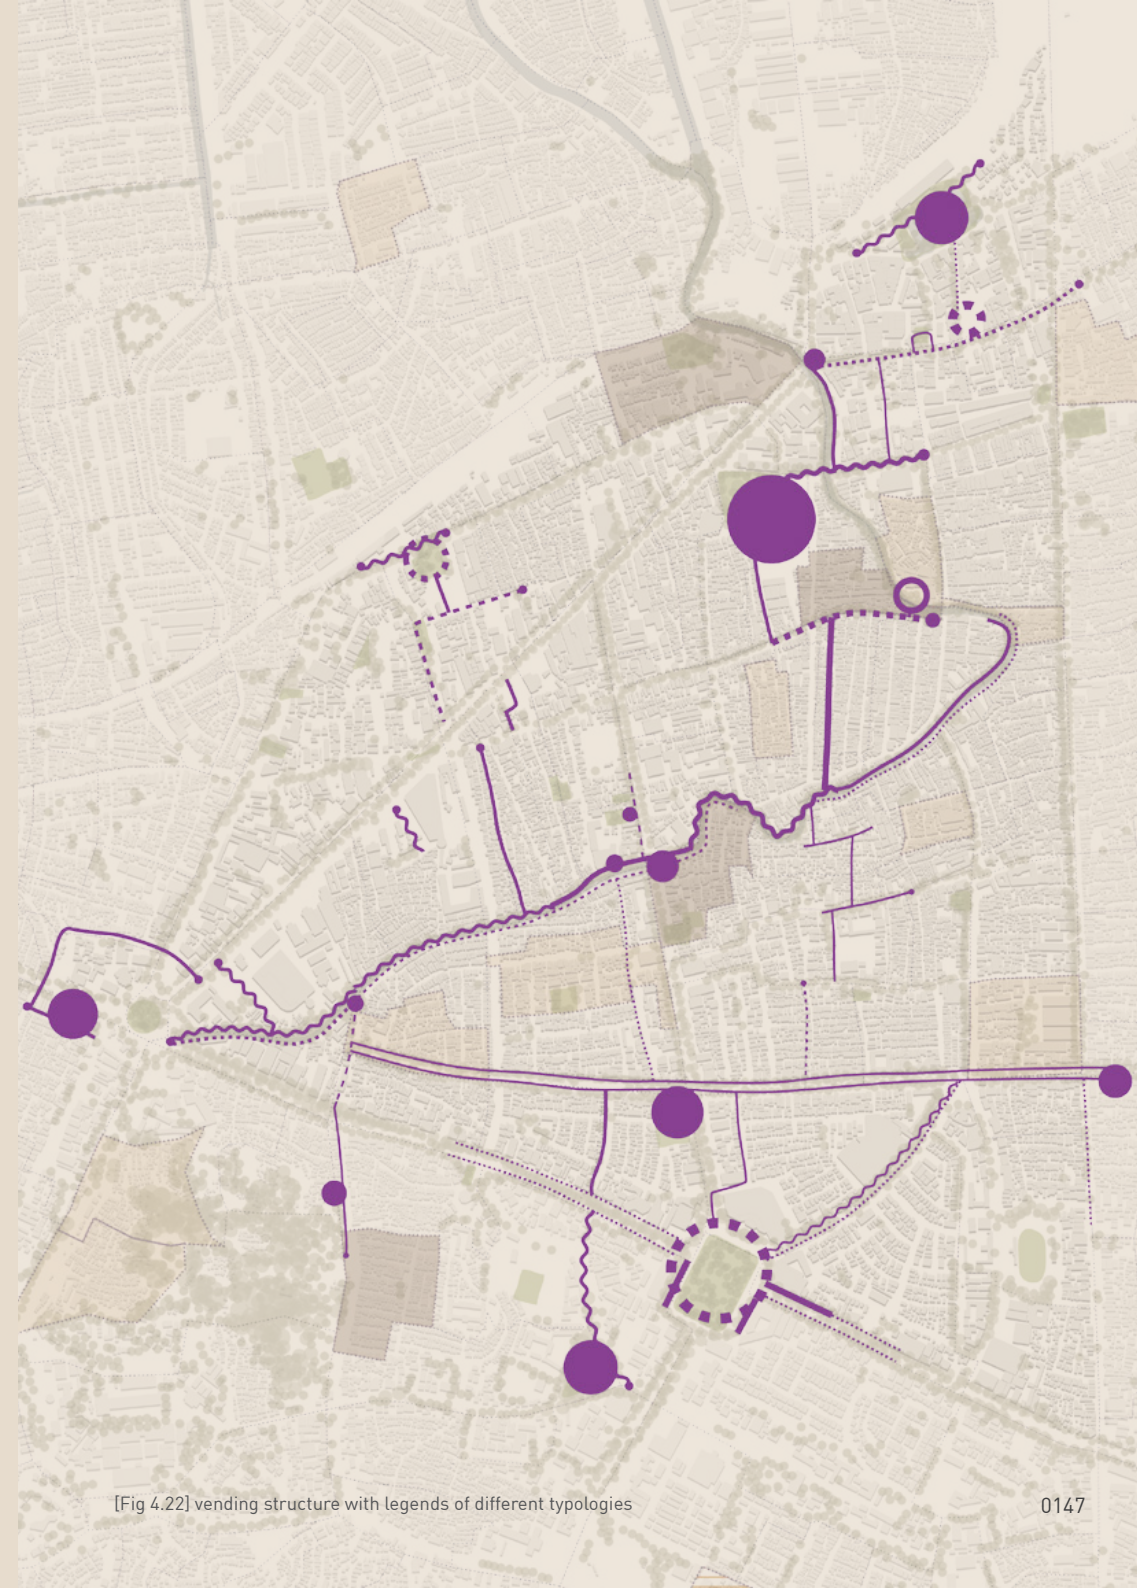 [Fig 4.22] vending structure with legends of different typologies
0147